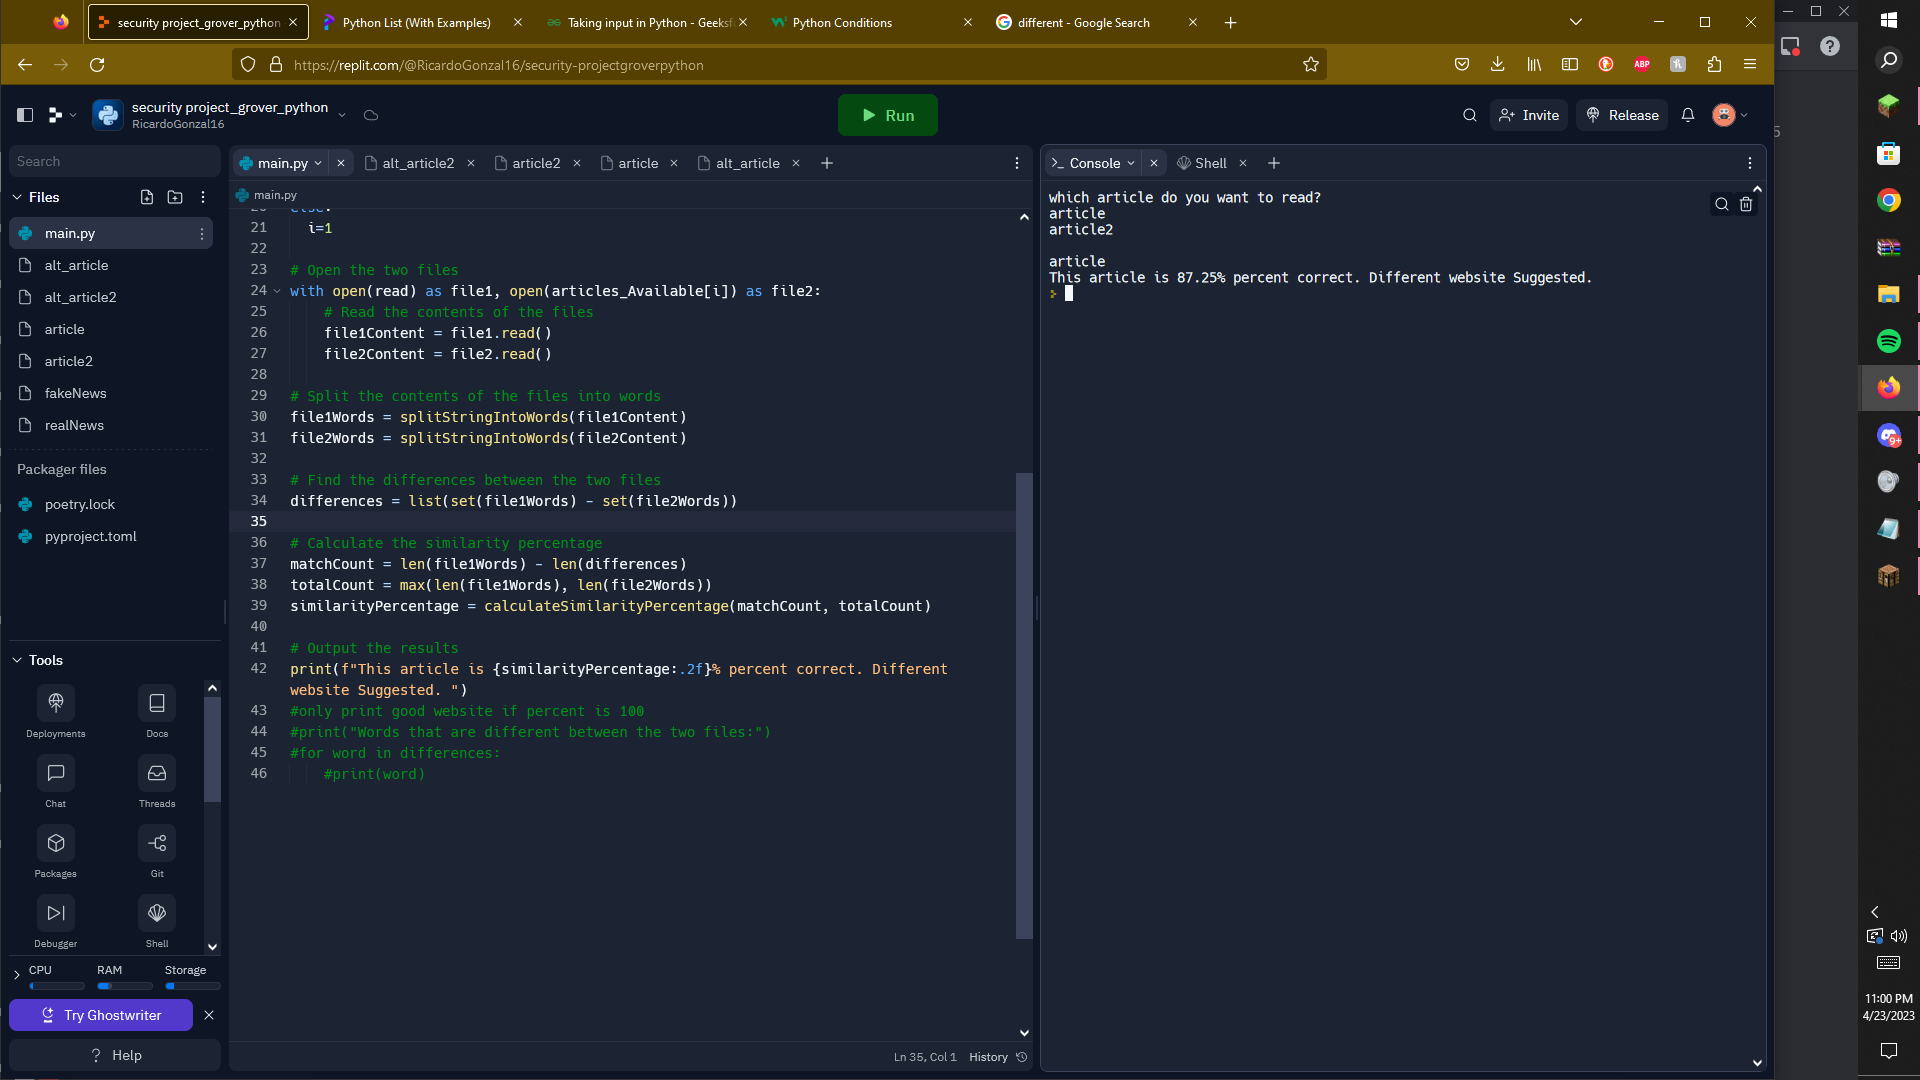 security project_grover_python
Python List (With Examples)
Taking input in Python - Geeksf
Python Conditions
different - Google Search
https://replit.com/@RicardoGonzal16/security-projectgroverpython
ABP
security project_grover_python
RicardoGonzal16
Run
Invite
Release
Search
Files
main.py
alt_article
alt_article2
article
article2
fakeNews
realNews
Packager files
poetry.lock
pyproject.toml
Tools
Deployments
Docs
Chat
Threads
Packages
Git
Debugger
Shell
CPU
RAM
Storage
Try Ghostwriter
? Help
main.py
alt_article2
article2
article
alt_article
main.py
20 else:
21 i=1
22
23 # Open the two files
24 with open(read) as file1, open(articles_Available[i]) as file2:
25 # Read the contents of the files
26 file1Content = file1.read()
27 file2Content = file2.read()
28
29 # Split the contents of the files into words
30 file1Words = splitStringIntoWords(file1Content)
31 file2Words = splitStringIntoWords(file2Content)
32
33 # Find the differences between the two files
34 differences = list(set(file1Words) - set(file2Words))
35
36 # Calculate the similarity percentage
37 matchCount = len(file1Words) - len(differences)
38 totalCount = max(len(file1Words), len(file2Words))
39 similarityPercentage = calculateSimilarityPercentage(matchCount, totalCount)
40
41 # Output the results
42 print(f"This article is {similarityPercentage:.2f}% percent correct. Different
website Suggested. ")
43 #only print good website if percent is 100
44 #print("Words that are different between the two files:")
45 #for word in differences:
46 #print(word)
Ln 35, Col 1
History
Console
Shell
which article do you want to read?
article
article2
article
This article is 87.25% percent correct. Different website Suggested.
9+
11:00 PM
4/23/2023